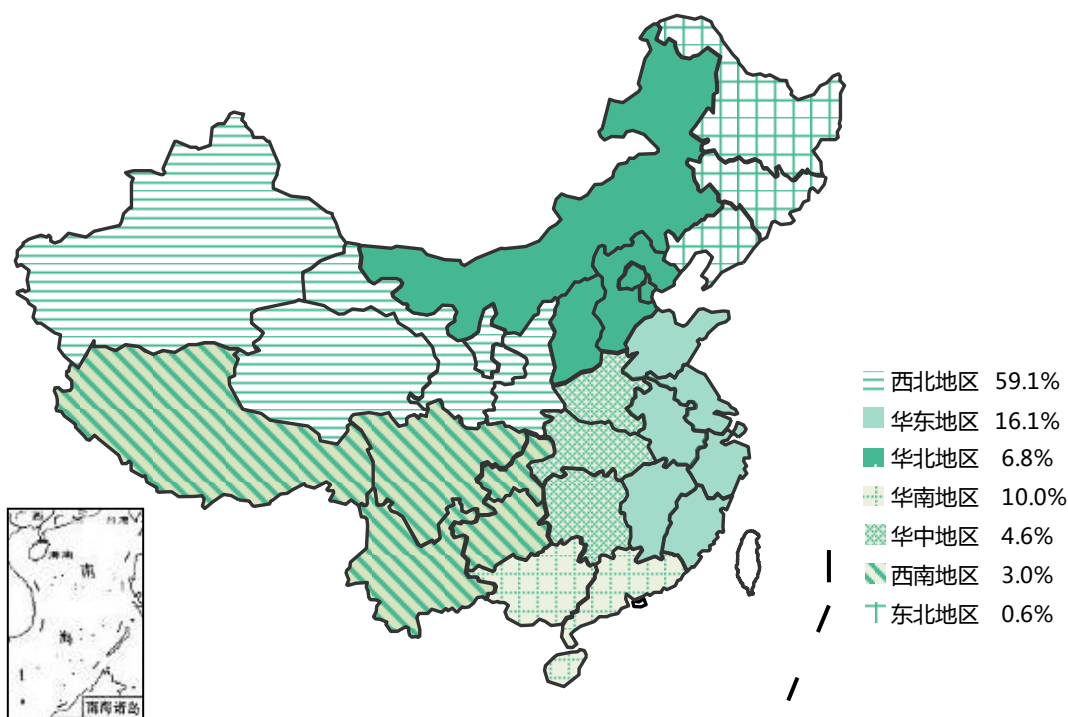 西北地区 59.1%
华东地区 16.1%
华北地区 6.8%
华南地区 10.0%
华中地区 4.6%
西南地区 3.0%
东北地区 0.6%
海南
南
海
南海诸岛